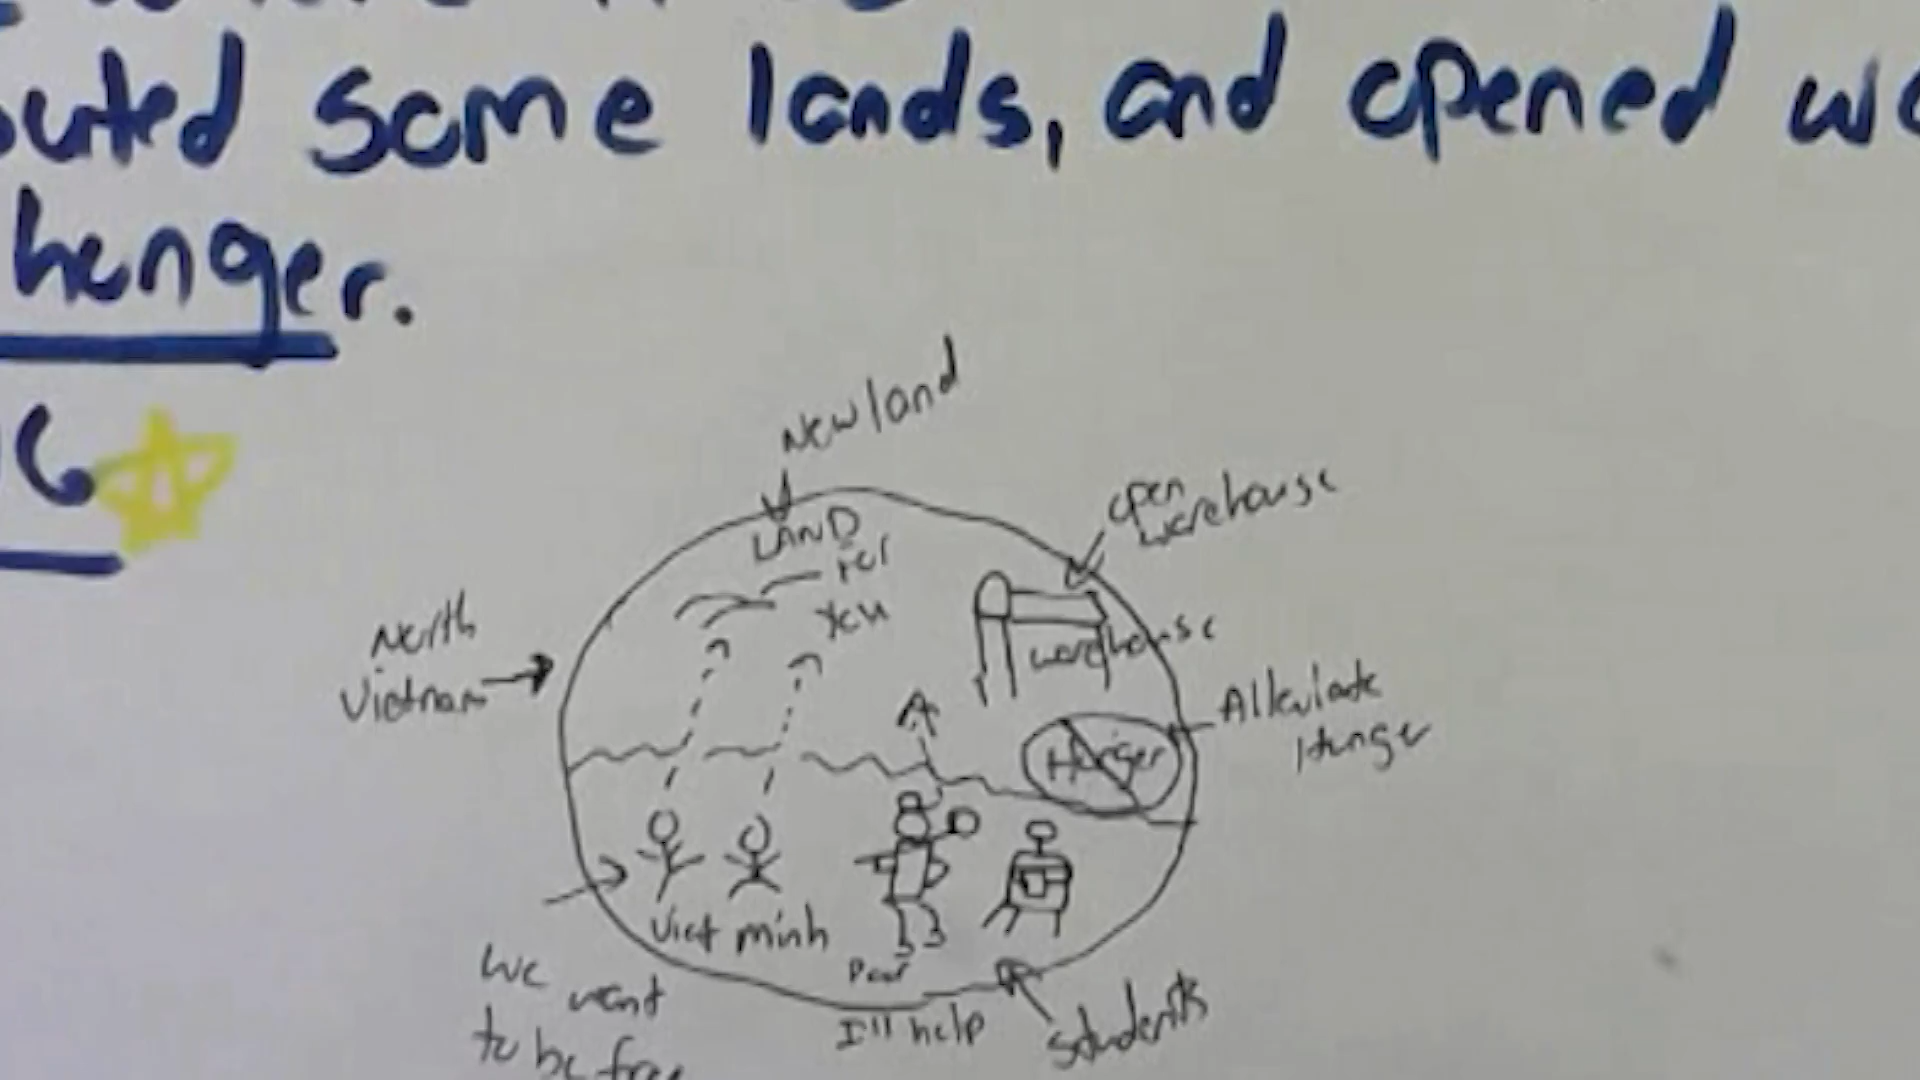 outed some lands, and opened
hunger.
6
New land
LAND
for
you
open
warehouse
warehouse
North
Vietnam
Alleviate
Hunger
Hunger
Viet minh
Poor
we want
to be free
I'll help
students